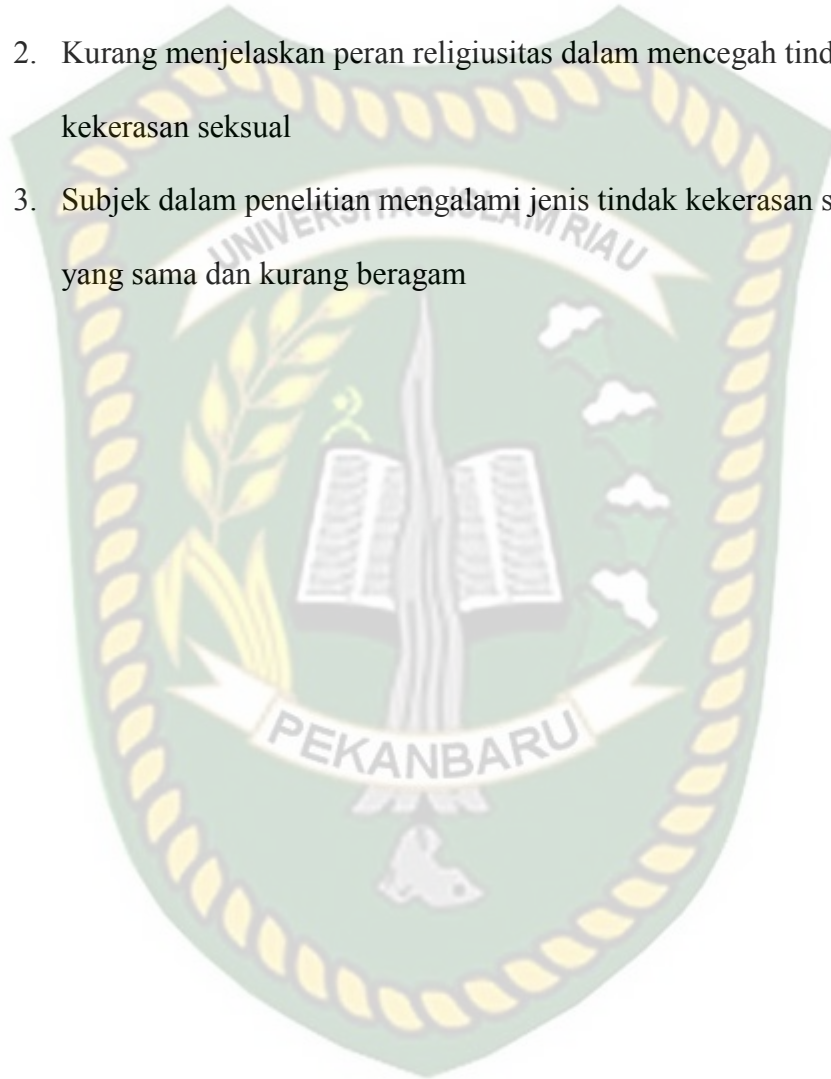 2. Kurang menjelaskan peran religiusitas dalam mencegah
kekerasan seksual
3. Subjek dalam penelitian mengalami jenis tindak kekerasan
yang sama dan kurang beragam
UNIVERSITAS ISLAM RIAU
PEKANBARU